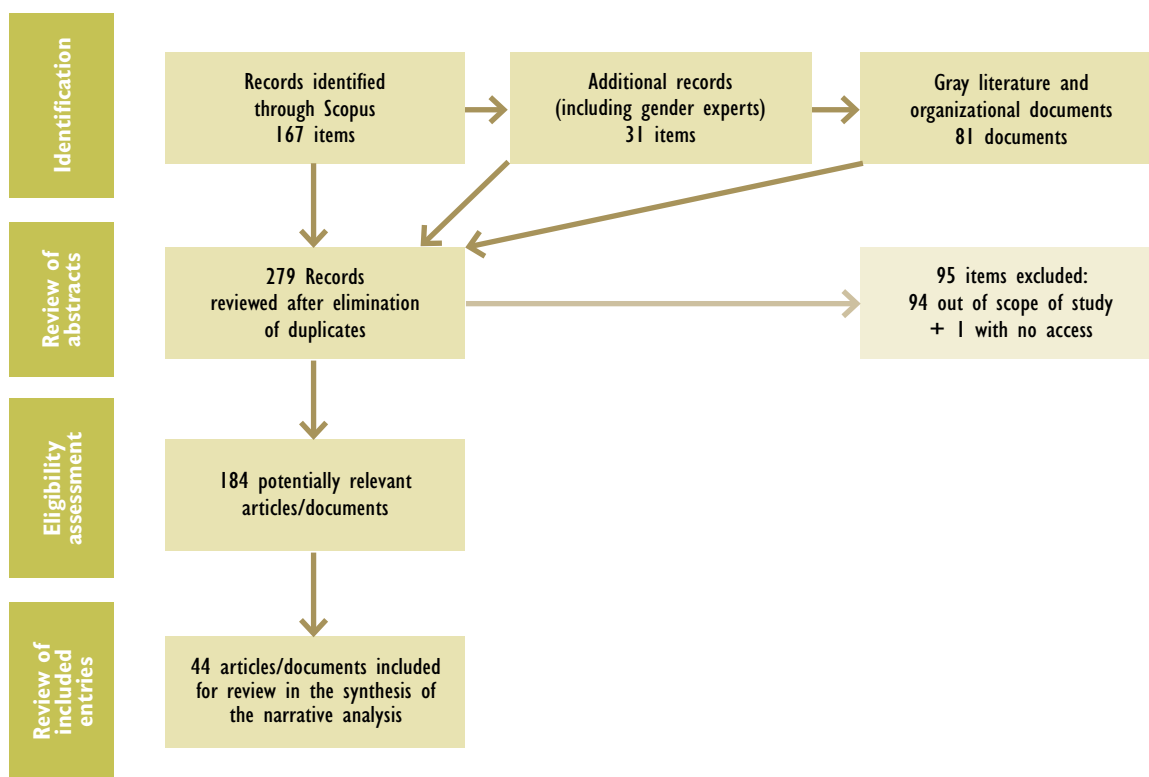 Identification
Records identified
through Scopus
167 items
Additional records
(including gender experts)
31 items
Gray literature and
organizational documents
81 documents
Review of
abstracts
279 Records
reviewed after elimination
of duplicates
95 items excluded:
94 out of scope of study
+ 1 with no access
Eligibility
assessment
184 potentially relevant
articles/documents
Review of
included
entries
44 articles/documents included
for review in the synthesis of
the narrative analysis